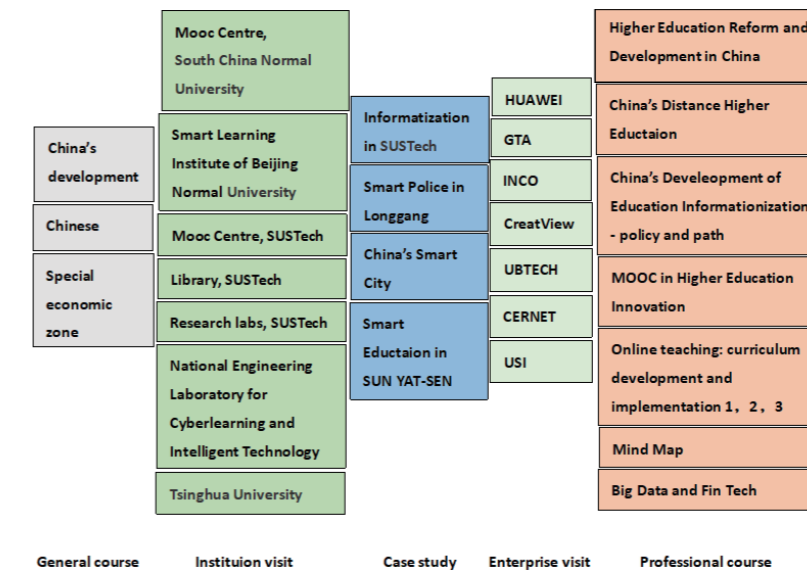 China's
development
Chinese
Special
economic
zone
General course
Mooc Centre,
South China Normal
University
Smart Learning
Institute of Beijing
Normal University
Mooc Centre, SUSTech
Library, SUSTech
Research labs, SUSTech
National Engineering
Laboratory for
Cyberlearning and
Intelligent Technology
Tsinghua University
Instituion visit
Informatization
in SUSTech
Smart Police in
Longgang
China's Smart
City
Smart
Eductaion in
SUN YAT-SEN
Case study
HUAWEI
GTA
INCO
CreatView
UBTECH
CERNET
USI
Enterprise visit
Higher Education Reform and
Development in China
China's Distance Higher
Eductaion
China's Develeopment of
Education Informationization
- policy and path
MOOC in Higher Education
Innovation
Online teaching: curriculum
development and
implementation 1，2，3
Mind Map
Big Data and Fin Tech
Professional course